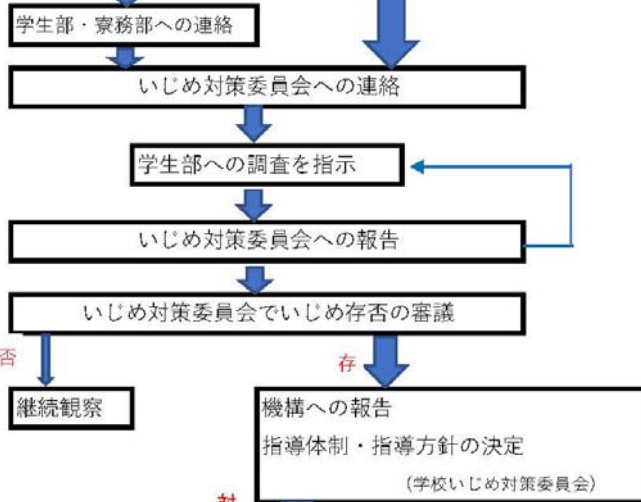 学生部・寮務部への連絡
いじめ対策委員会への連絡
学生部への調査を指示
いじめ対策委員会への報告
いじめ対策委員会でいじめ存否の審議
否
存
継続観察
機構への報告
指導体制・指導方針の決定
(学校いじめ対策委員会)